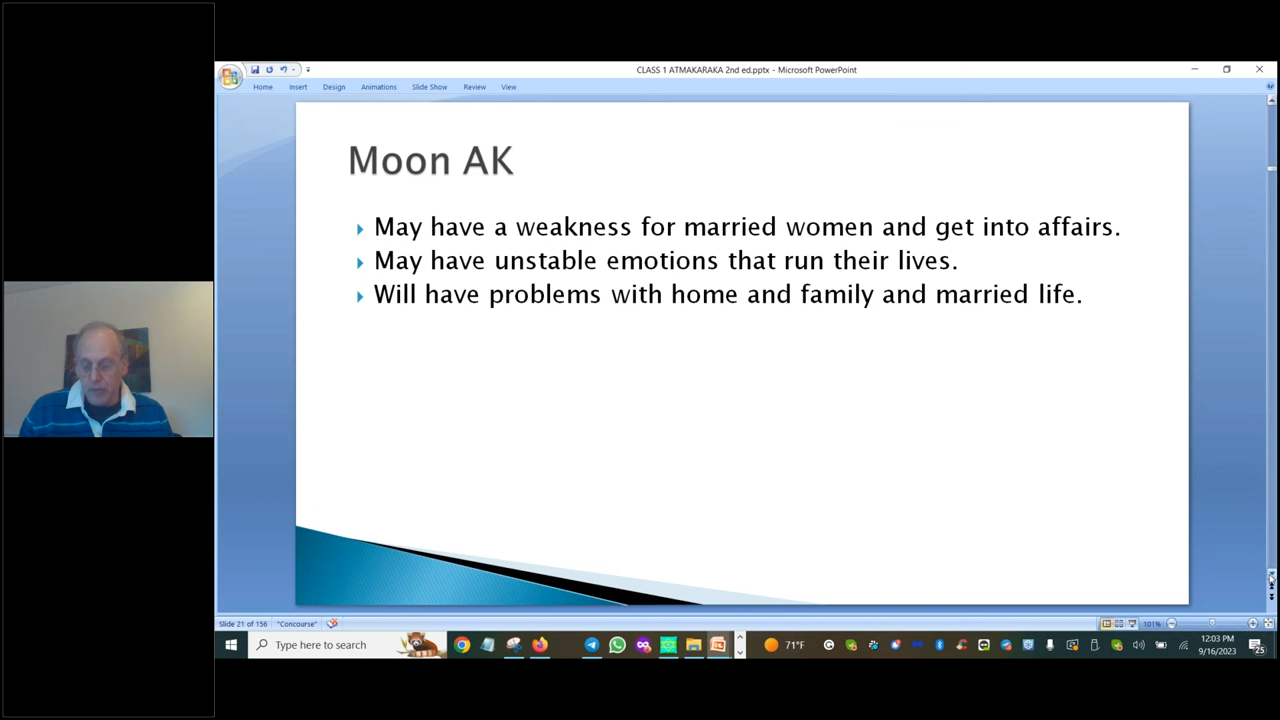 CLASS 1 ATMAKARAKA 2nd ed.pptx - Microsoft PowerPoint
Home Insert Design Animations Slide Show Review View
Moon AK
May have a weakness for married women and get into affairs.
May have unstable emotions that run their lives.
Will have problems with home and family and married life.
Slide 21 of 156 "Concourse" 101%
Type here to search 71°F 12:03 PM
9/16/2023 25